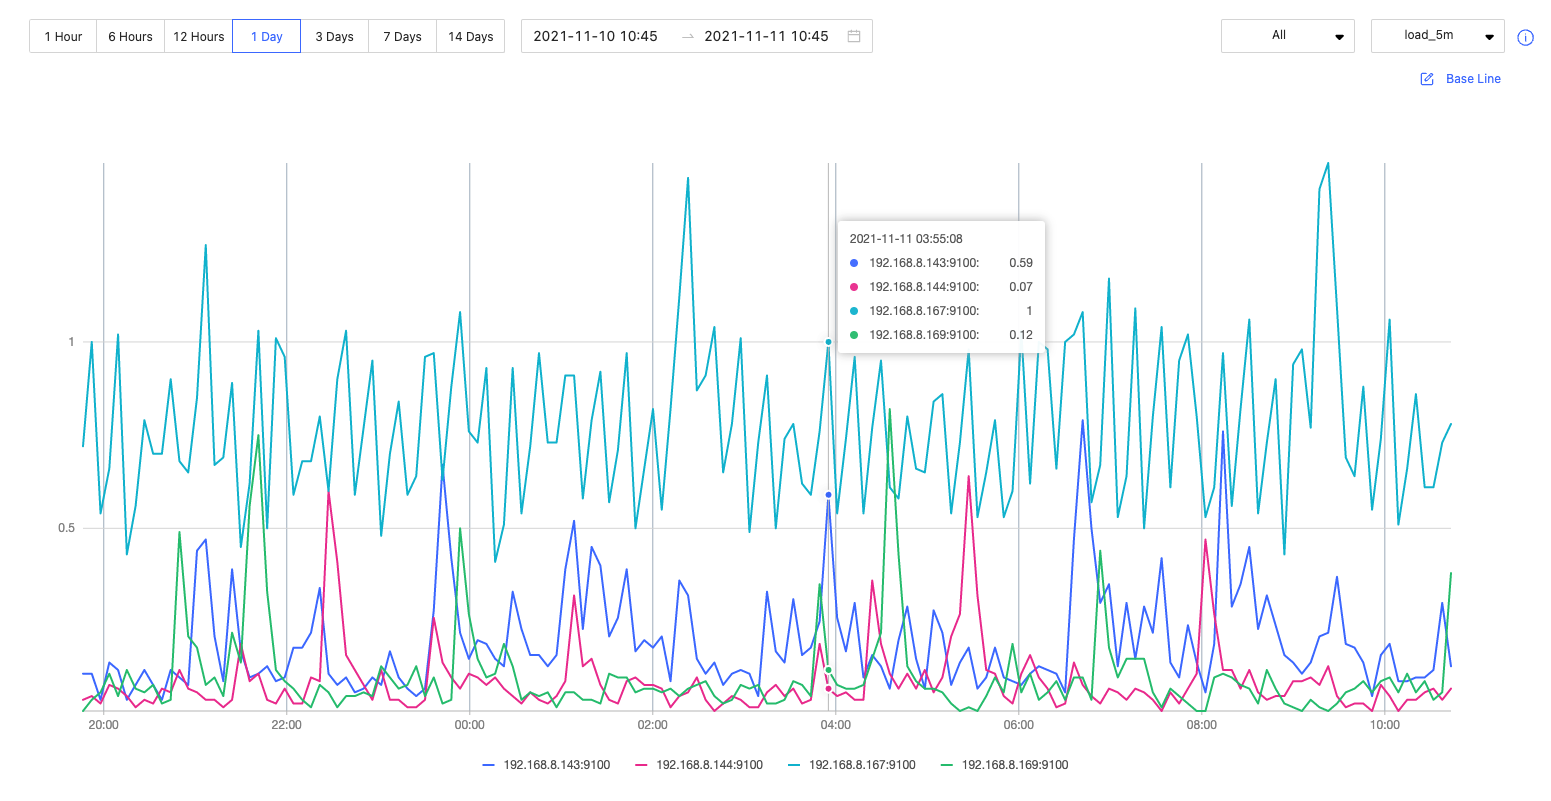 1 Hour 6 Hours 12 Hours 1 Day 3 Days 7 Days 14 Days 2021-11-10 10:45 → 2021-11-11 10:45 All load_5m
Base Line
2021-11-11 03:55:08
192.168.8.143:9100: 0.59
192.168.8.144:9100: 0.07
192.168.8.167:9100: 1
192.168.8.169:9100: 0.12
1
0.5
20:00 22:00 00:00 02:00 04:00 06:00 08:00 10:00
192.168.8.143:9100 192.168.8.144:9100 192.168.8.167:9100 192.168.8.169:9100